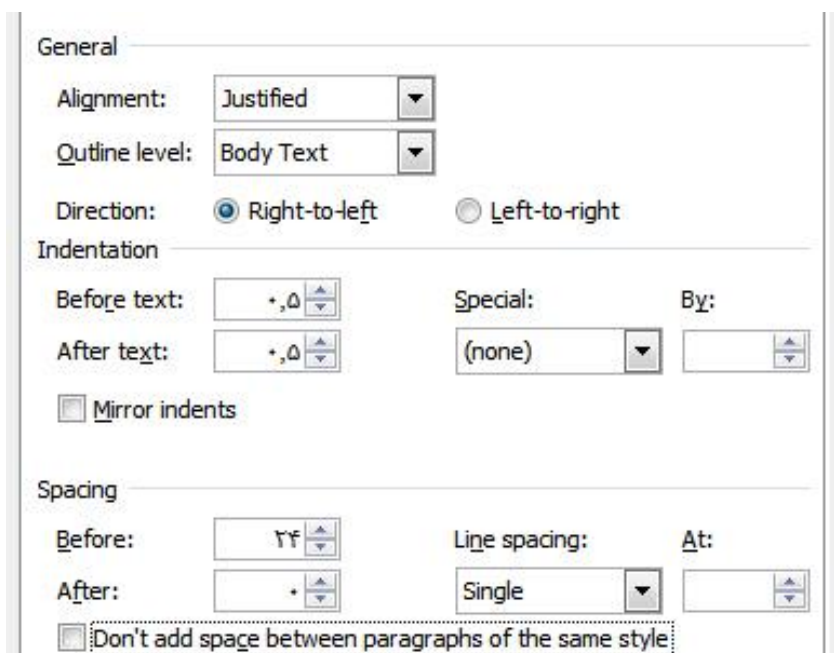 General
Alignment: Justified
Outline level: Body Text
Direction: Right-to-left Left-to-right
Indentation
Before text: ۰,۵ Special: By:
After text: ۰,۵ (none)
Mirror indents
Spacing
Before: ۲۴ Line spacing: At:
After: ۰ Single
Don't add space between paragraphs of the same style